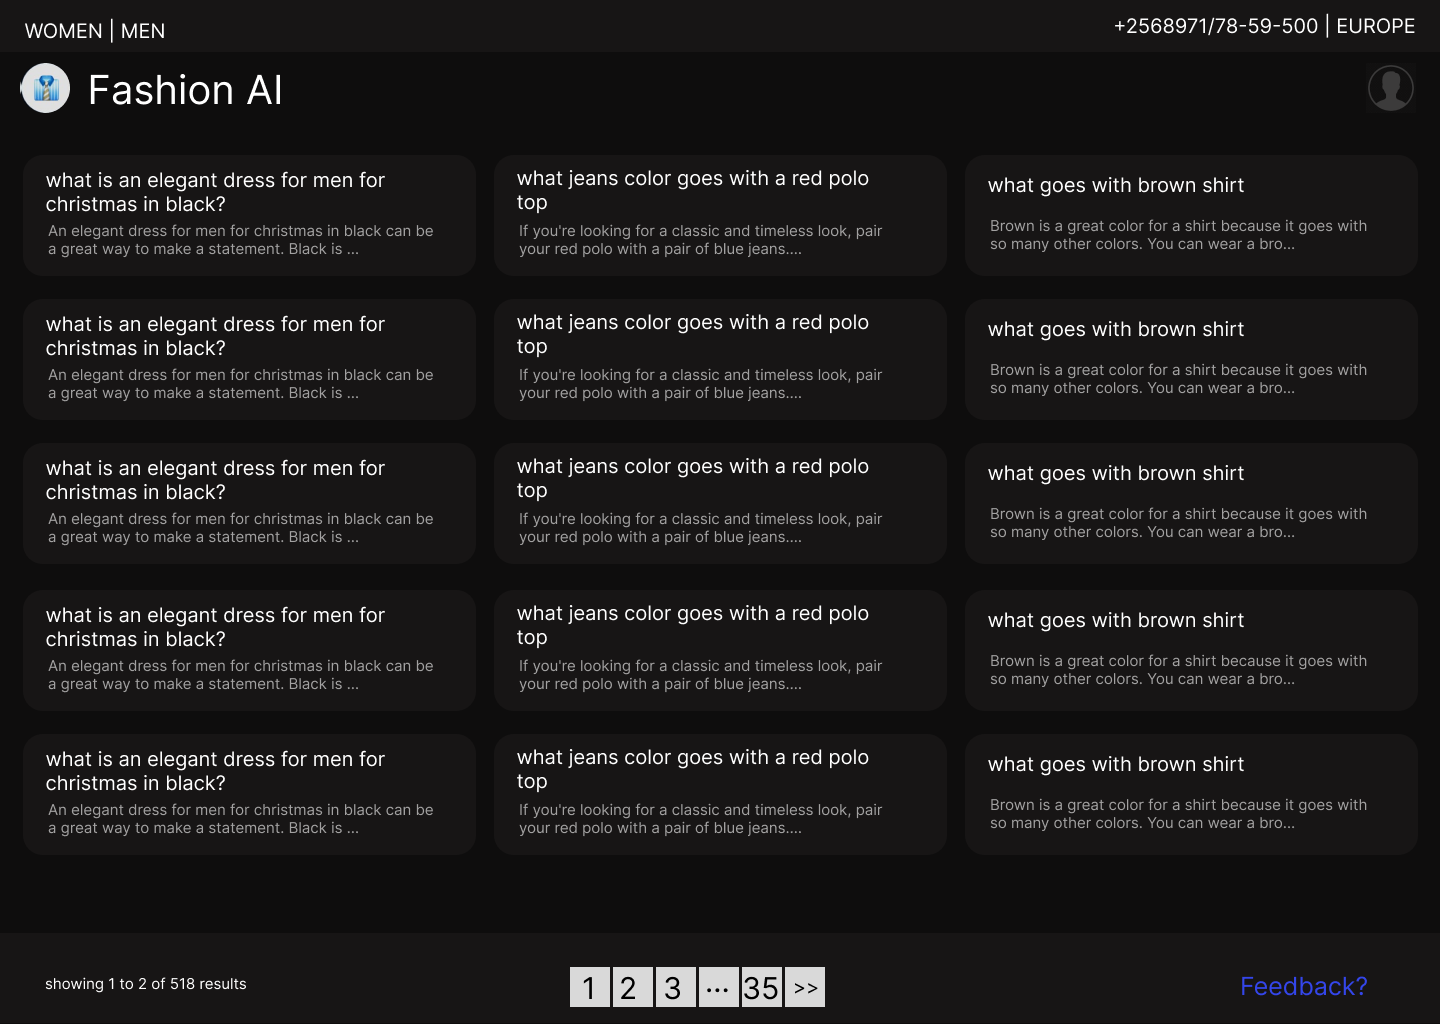 WOMEN | MEN
+2568971/78-59-500 | EUROPE
Fashion AI
what is an elegant dress for men for
christmas in black?
An elegant dress for men for christmas in black can be
a great way to make a statement. Black is ...
what jeans color goes with a red polo
top
If you're looking for a classic and timeless look, pair
your red polo with a pair of blue jeans....
what goes with brown shirt
Brown is a great color for a shirt because it goes with
so many other colors. You can wear a bro...
what is an elegant dress for men for
christmas in black?
An elegant dress for men for christmas in black can be
a great way to make a statement. Black is ...
what jeans color goes with a red polo
top
If you're looking for a classic and timeless look, pair
your red polo with a pair of blue jeans....
what goes with brown shirt
Brown is a great color for a shirt because it goes with
so many other colors. You can wear a bro...
what is an elegant dress for men for
christmas in black?
An elegant dress for men for christmas in black can be
a great way to make a statement. Black is ...
what jeans color goes with a red polo
top
If you're looking for a classic and timeless look, pair
your red polo with a pair of blue jeans....
what goes with brown shirt
Brown is a great color for a shirt because it goes with
so many other colors. You can wear a bro...
what is an elegant dress for men for
christmas in black?
An elegant dress for men for christmas in black can be
a great way to make a statement. Black is ...
what jeans color goes with a red polo
top
If you're looking for a classic and timeless look, pair
your red polo with a pair of blue jeans....
what goes with brown shirt
Brown is a great color for a shirt because it goes with
so many other colors. You can wear a bro...
what is an elegant dress for men for
christmas in black?
An elegant dress for men for christmas in black can be
a great way to make a statement. Black is ...
what jeans color goes with a red polo
top
If you're looking for a classic and timeless look, pair
your red polo with a pair of blue jeans....
what goes with brown shirt
Brown is a great color for a shirt because it goes with
so many other colors. You can wear a bro...
showing 1 to 2 of 518 results
1 2 3 ... 35 >>
Feedback?